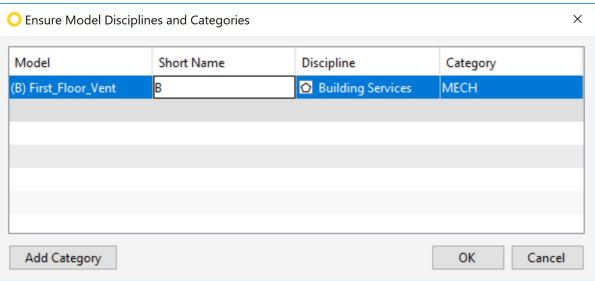 Ensure Model Disciplines and Categories
Model Short Name Discipline Category
(B) First_Floor_Vent B Building Services MECH
Add Category OK Cancel